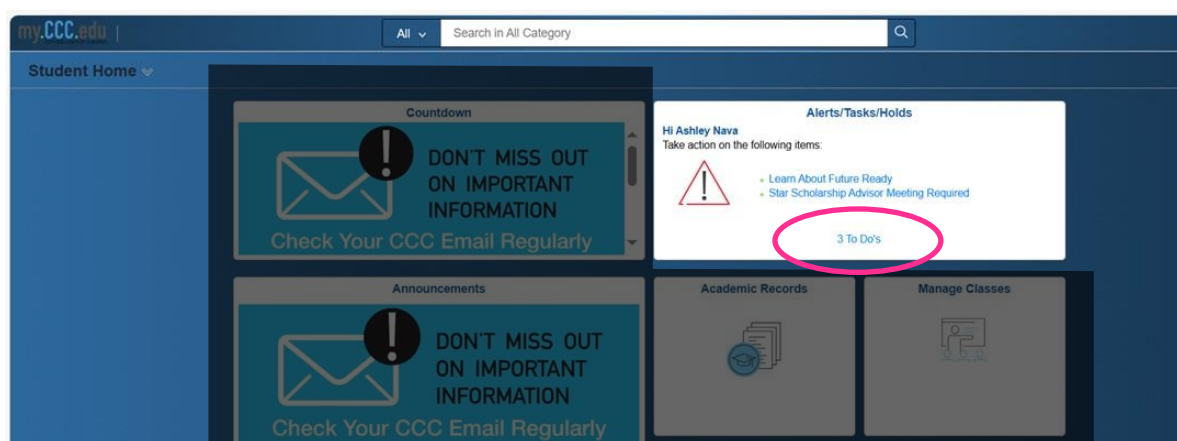 my.CCC.edu
All
Search in All Category
Student Home
Countdown
DON'T MISS OUT
ON IMPORTANT
INFORMATION
Check Your CCC Email Regularly
Alerts/Tasks/Holds
Hi Ashley Nava
Take action on the following items:
Learn About Future Ready
Star Scholarship Advisor Meeting Required
3 To Do's
Announcements
DON'T MISS OUT
ON IMPORTANT
INFORMATION
Check Your CCC Email Regularly
Academic Records
Manage Classes